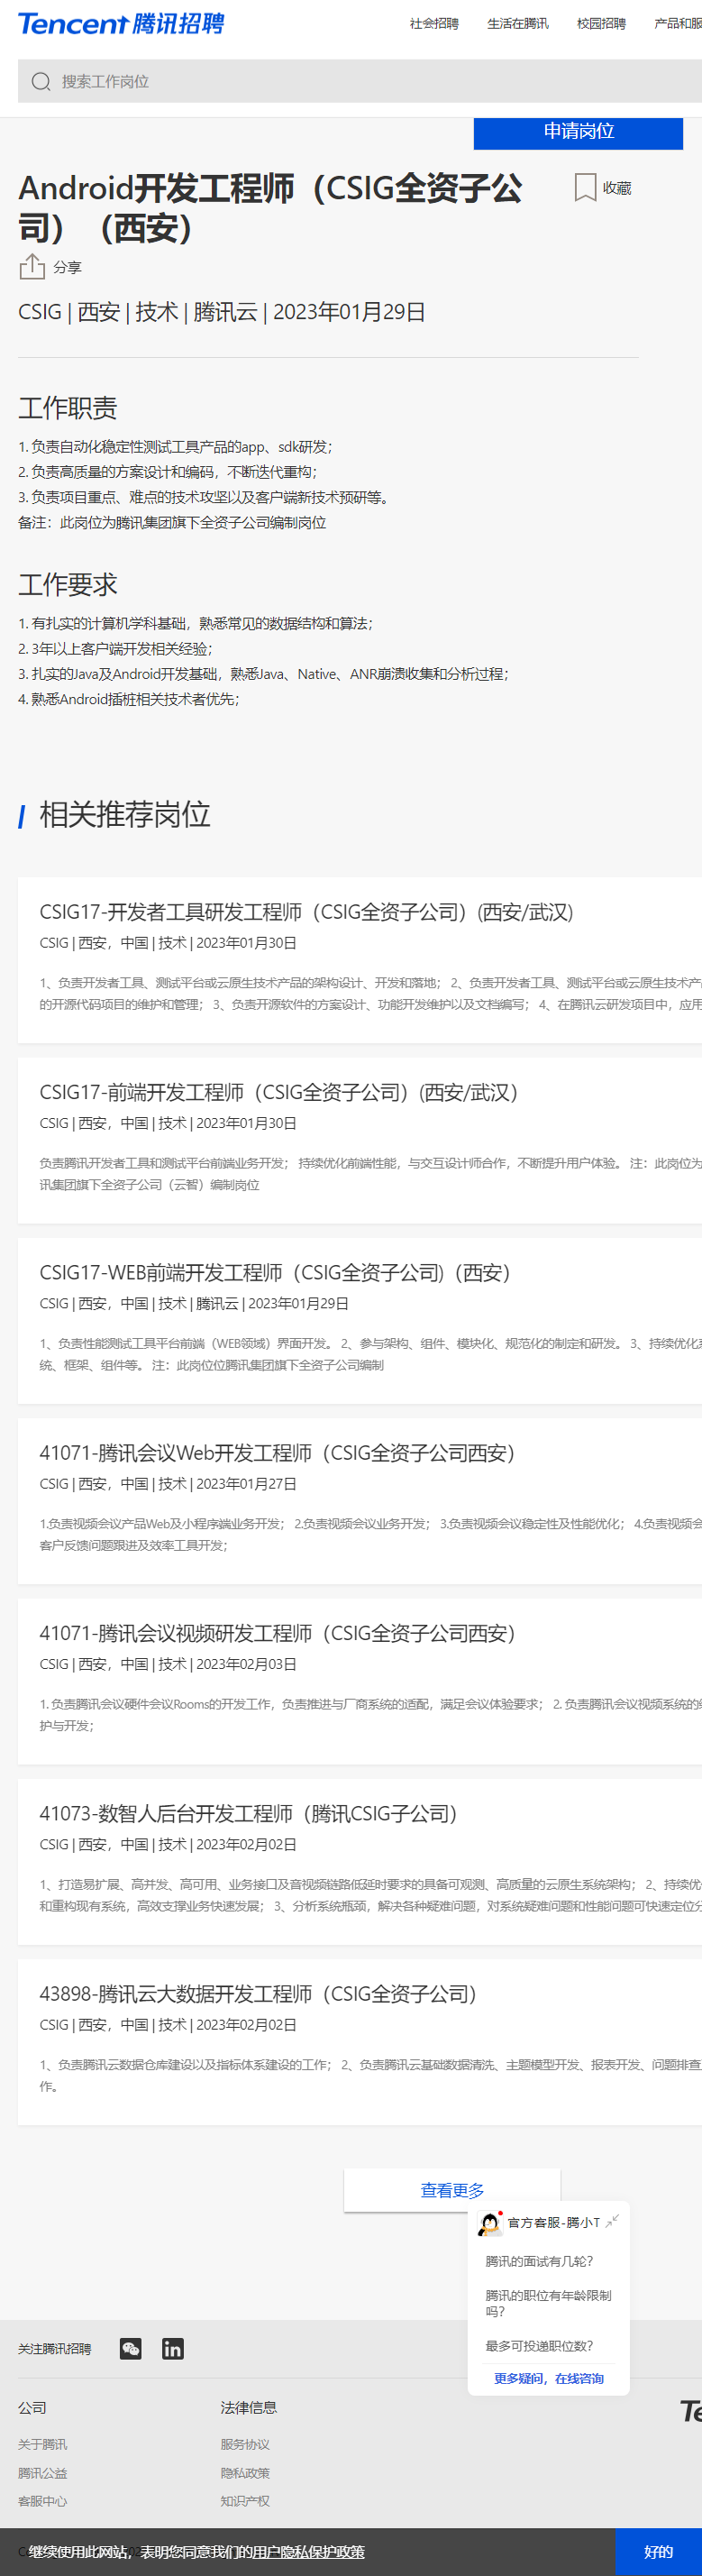 Tencent 腾讯招聘
社会招聘 生活在腾讯 校园招聘 产品和服
搜索工作岗位
申请岗位
Android开发工程师（CSIG全资子公
司）（西安）
收藏
分享
CSIG | 西安 | 技术 | 腾讯云 | 2023年01月29日
工作职责
1. 负责自动化稳定性测试工具产品的app、sdk研发；
2. 负责高质量的方案设计和编码，不断迭代重构；
3. 负责项目重点、难点的技术攻坚以及客户端新技术预研等。
备注：此岗位为腾讯集团旗下全资子公司编制岗位
工作要求
1. 有扎实的计算机学科基础，熟悉常见的数据结构和算法；
2. 3年以上客户端开发相关经验；
3. 扎实的Java及Android开发基础，熟悉Java、Native、ANR崩溃收集和分析过程；
4. 熟悉Android插桩相关技术者优先；
相关推荐岗位
CSIG17-开发者工具研发工程师（CSIG全资子公司）(西安/武汉)
CSIG | 西安，中国 | 技术 | 2023年01月30日
1、负责开发者工具、测试平台或云原生技术产品的架构设计、开发和落地； 2、负责开发者工具、测试平台或云原生技术产
的开源代码项目的维护和管理； 3、负责开源软件的方案设计、功能开发维护以及文档编写； 4、在腾讯云研发项目中，应用
CSIG17-前端开发工程师（CSIG全资子公司）(西安/武汉）
CSIG | 西安，中国 | 技术 | 2023年01月30日
负责腾讯开发者工具和测试平台前端业务开发； 持续优化前端性能，与交互设计师合作，不断提升用户体验。 注：此岗位为
讯集团旗下全资子公司（云智）编制岗位
CSIG17-WEB前端开发工程师（CSIG全资子公司)（西安）
CSIG | 西安，中国 | 技术 | 腾讯云 | 2023年01月29日
1、负责性能测试工具平台前端（WEB领域）界面开发。 2、参与架构、组件、模块化、规范化的制定和研发。 3、持续优化系
统、框架、组件等。 注：此岗位位腾讯集团旗下全资子公司编制
41071-腾讯会议Web开发工程师（CSIG全资子公司西安）
CSIG | 西安，中国 | 技术 | 2023年01月27日
1.负责视频会议产品Web及小程序端业务开发； 2.负责视频会议业务开发； 3.负责视频会议稳定性及性能优化； 4.负责视频会
客户反馈问题跟进及效率工具开发；
41071-腾讯会议视频研发工程师（CSIG全资子公司西安）
CSIG | 西安，中国 | 技术 | 2023年02月03日
1. 负责腾讯会议硬件会议Rooms的开发工作，负责推进与厂商系统的适配，满足会议体验要求； 2. 负责腾讯会议视频系统的
护与开发；
41073-数智人后台开发工程师（腾讯CSIG子公司）
CSIG | 西安，中国 | 技术 | 2023年02月02日
1、打造易扩展、高并发、高可用、业务接口及音视频链路低延时要求的具备可观测、高质量的云原生系统架构； 2、持续优
和重构现有系统，高效支撑业务快速发展； 3、分析系统瓶颈，解决各种疑难问题，对系统疑难问题和性能问题可快速定位分
43898-腾讯云大数据开发工程师（CSIG全资子公司）
CSIG | 西安，中国 | 技术 | 2023年02月02日
1、负责腾讯云数据仓库建设以及指标体系建设的工作； 2、负责腾讯云基础数据清洗、主题模型开发、报表开发、问题排查
作。
查看更多
官方客服-腾小T
腾讯的面试有几轮？
腾讯的职位有年龄限制
吗？
最多可投递职位数？
更多疑问，在线咨询
关注腾讯招聘
公司 法律信息
关于腾讯 服务协议
腾讯公益 隐私政策
客服中心 知识产权
继续使用此网站，表明您同意我们的用户隐私保护政策
好的